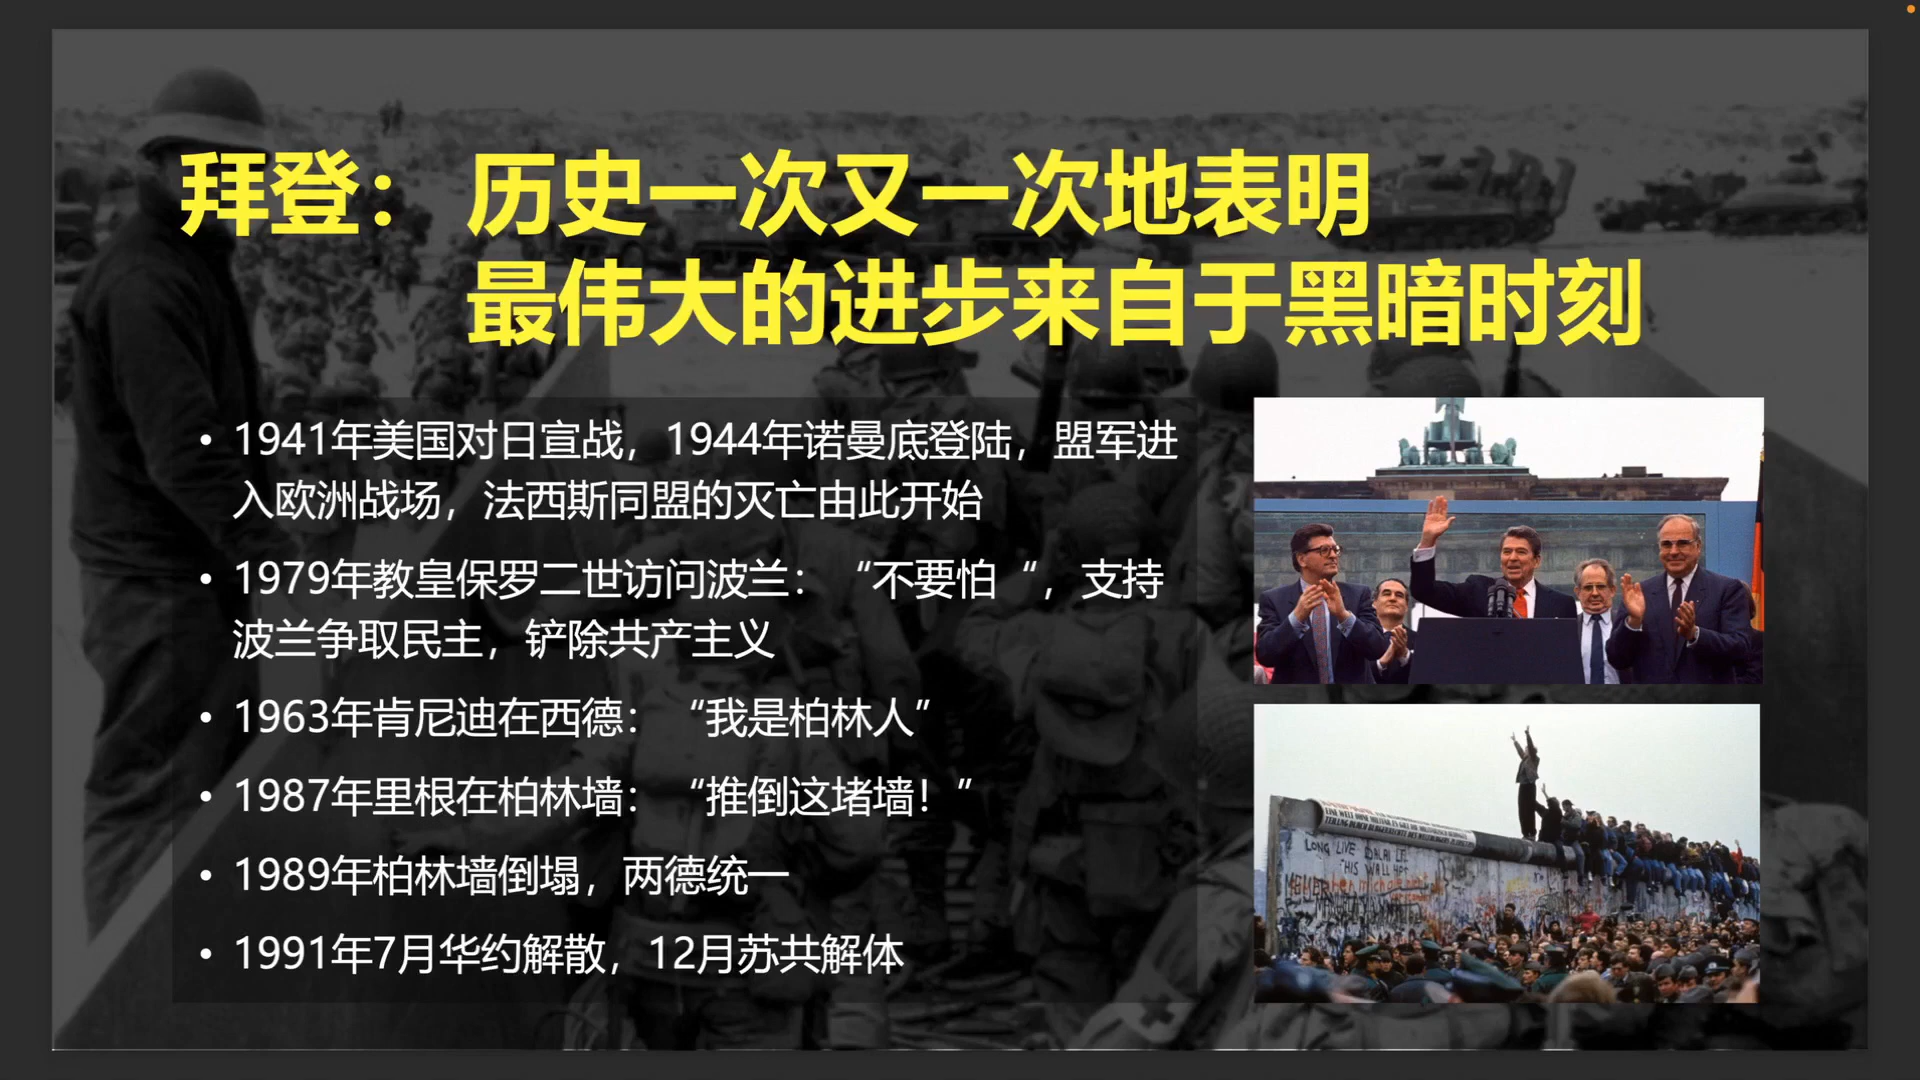 拜登： 历史一次又一次地表明
最伟大的进步来自于黑暗时刻
• 1941年美国对日宣战，1944年诺曼底登陆，盟军进
入欧洲战场，法西斯同盟的灭亡由此开始
• 1979年教皇保罗二世访问波兰：“不要怕“，支持
波兰争取民主，铲除共产主义
• 1963年肯尼迪在西德：“我是柏林人”
• 1987年里根在柏林墙：“推倒这堵墙！”
• 1989年柏林墙倒塌，两德统一
• 1991年7月华约解散，12月苏共解体
LONG LIVE